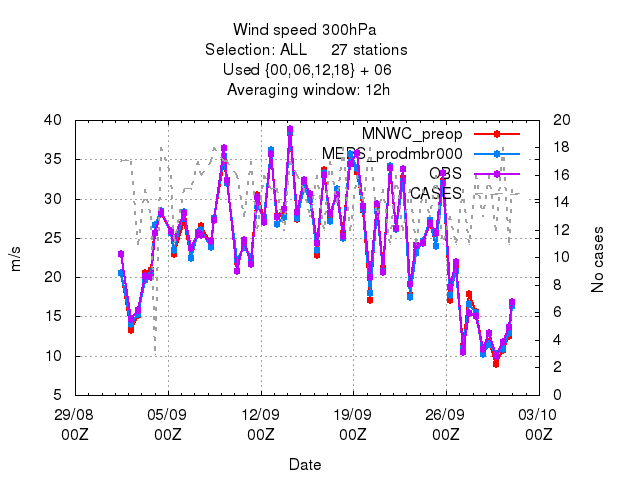 Wind speed 300hPa
Selection: ALL 27 stations
Used {00,06,12,18} + 06
Averaging window: 12h
40 20
35 18
30 16
25 14
20 12
15 10
10 8
5 6
4
2
0
MNWC_preop
MEPS_prodmbr000
OBS
CASES
m/s
No cases
29/08 05/09 12/09 19/09 26/09 03/10
00Z 00Z 00Z 00Z 00Z 00Z
Date